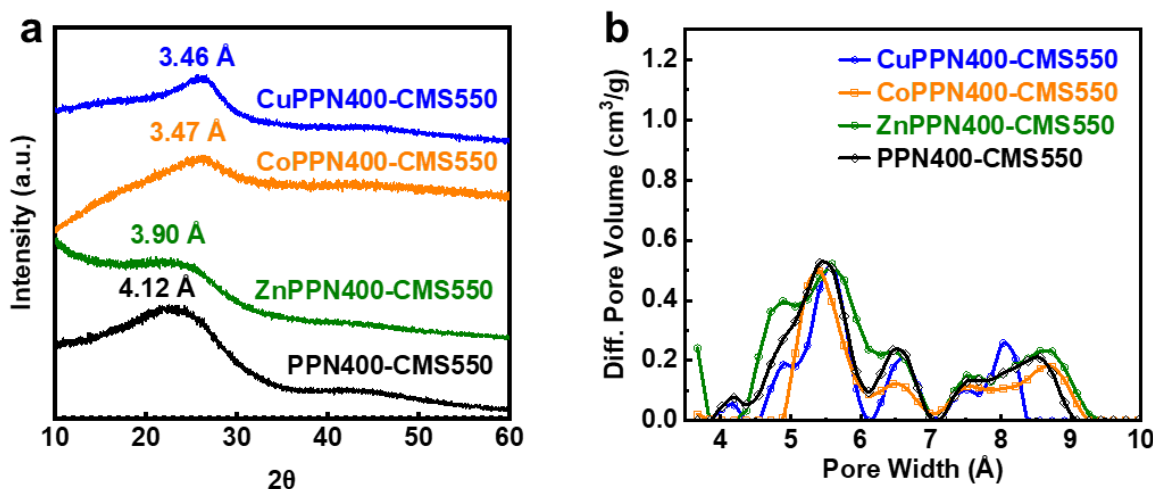 a
3.46 Å
CuPPN400-CMS550
3.47 Å
CoPPN400-CMS550
3.90 Å
ZnPPN400-CMS550
4.12 Å
PPN400-CMS550
Intensity (a.u.)
10 20 30 40 50 60
2θ
b
CuPPN400-CMS550
CoPPN400-CMS550
ZnPPN400-CMS550
PPN400-CMS550
Diff. Pore Volume (cm³/g)
1.2
1.0
0.8
0.6
0.4
0.2
0.0
4 5 6 7 8 9 10
Pore Width (Å)